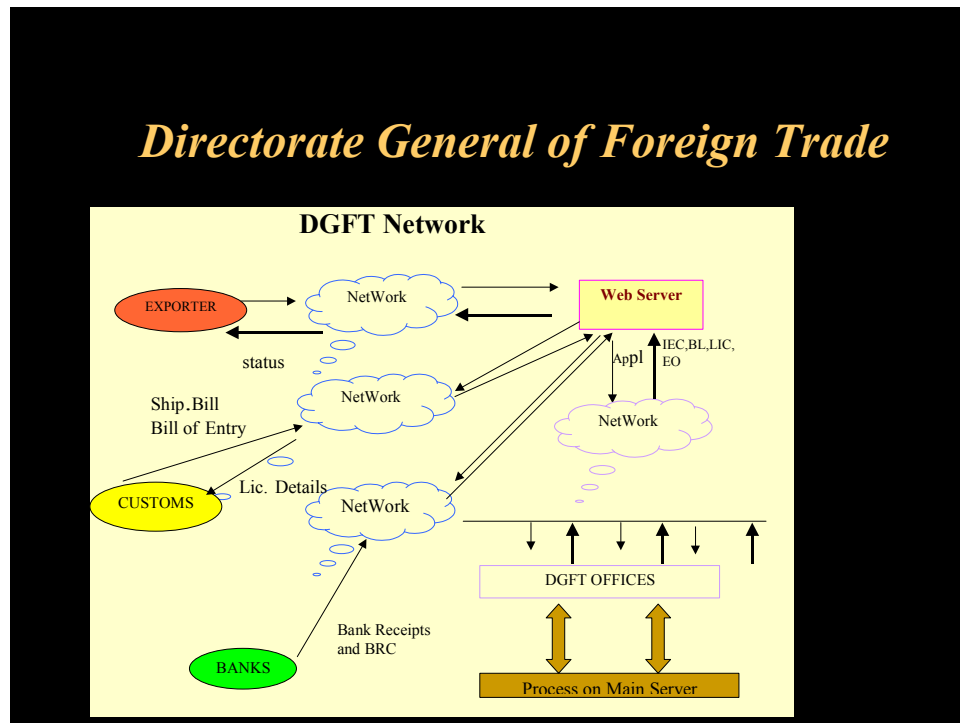 Directorate General of Foreign Trade
DGFT Network
EXPORTER
NetWork
Web Server
status
Appl
IEC,BL,LIC,
EO
NetWork
Ship.Bill
Bill of Entry
NetWork
CUSTOMS
Lic. Details
NetWork
DGFT OFFICES
Bank Receipts
and BRC
BANKS
Process on Main Server